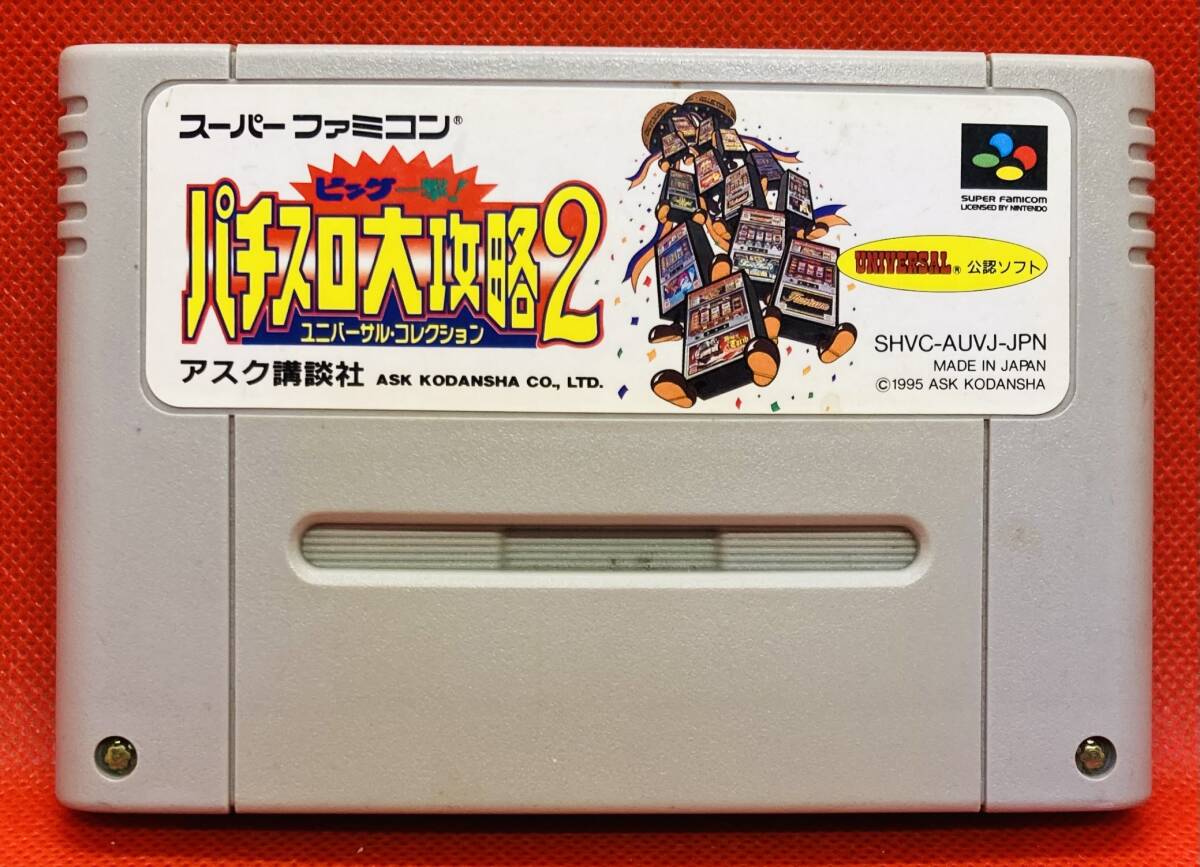 スーパーファミコン®
ビッグ一撃!
パチスロ大攻略2
ユニバーサル・コレクション
アスク講談社 ASK KODANSHA CO., LTD.
SUPER FAMICOM
LICENSED BY NINTENDO
UNIVERSAL® 公認ソフト
SHVC-AUVJ-JPN
MADE IN JAPAN
©1995 ASK KODANSHA